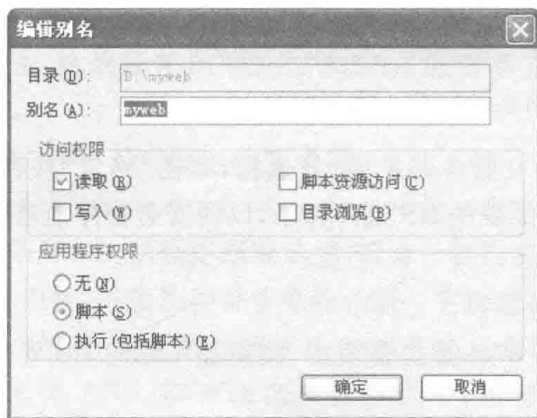 编辑别名
目录(D): D:\myweb
别名(A): myweb
访问权限
读取(R) 脚本资源访问(C)
写入(W) 目录浏览(B)
应用程序权限
无(N)
脚本(S)
执行(包括脚本)(E)
确定 取消